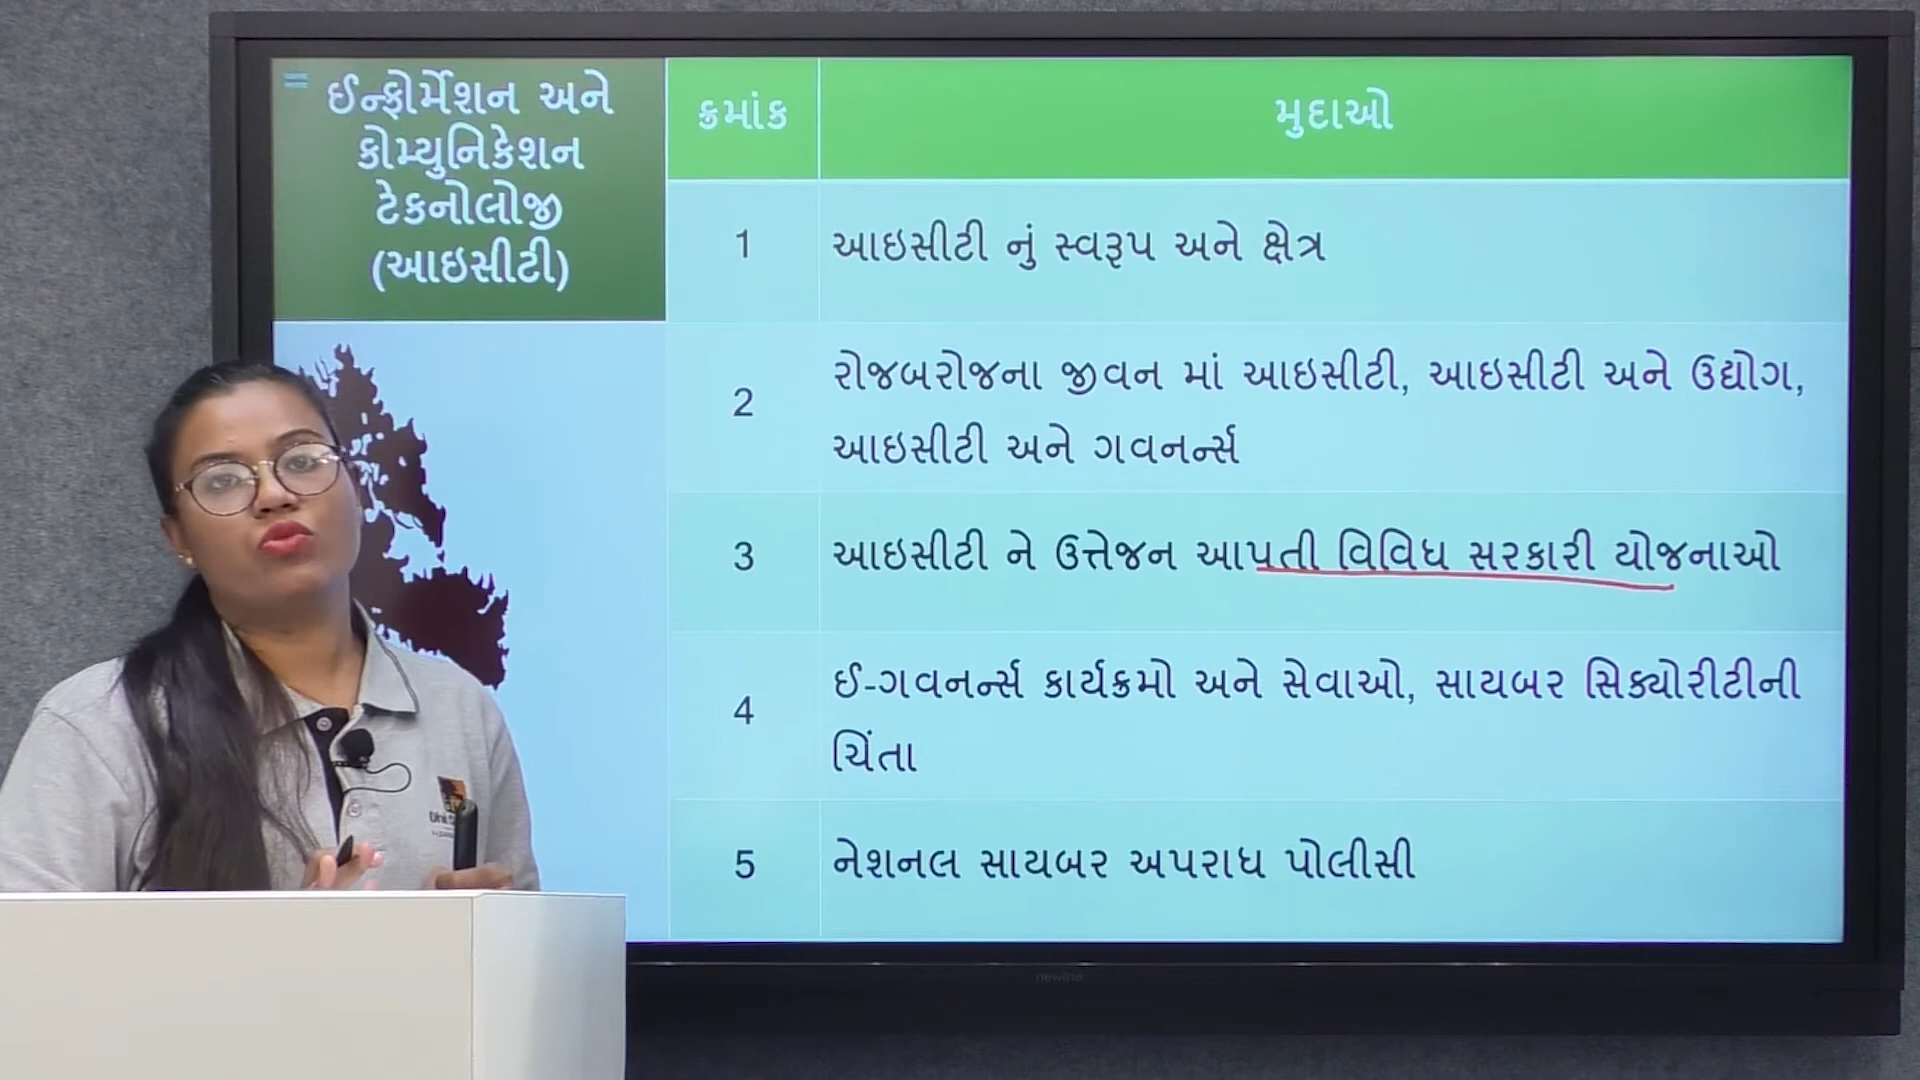 ઈન્ફોર્મેશન અને
કોમ્યુનિકેશન
ટેકનોલોજી
(આઇસીટી)
ક્રમાંક
મુદાઓ
1
આઇસીટી નું સ્વરૂપ અને ક્ષેત્ર
2
રોજબરોજના જીવન માં આઇસીટી, આઇસીટી અને ઉદ્યોગ,
આઇસીટી અને ગવનર્ન્સ
3
આઇસીટી ને ઉત્તેજન આપતી વિવિધ સરકારી યોજનાઓ
4
ઈ-ગવનર્ન્સ કાર્યક્રમો અને સેવાઓ, સાયબર સિક્યોરીટીની
ચિંતા
5
નેશનલ સાયબર અપરાધ પોલીસી
newline